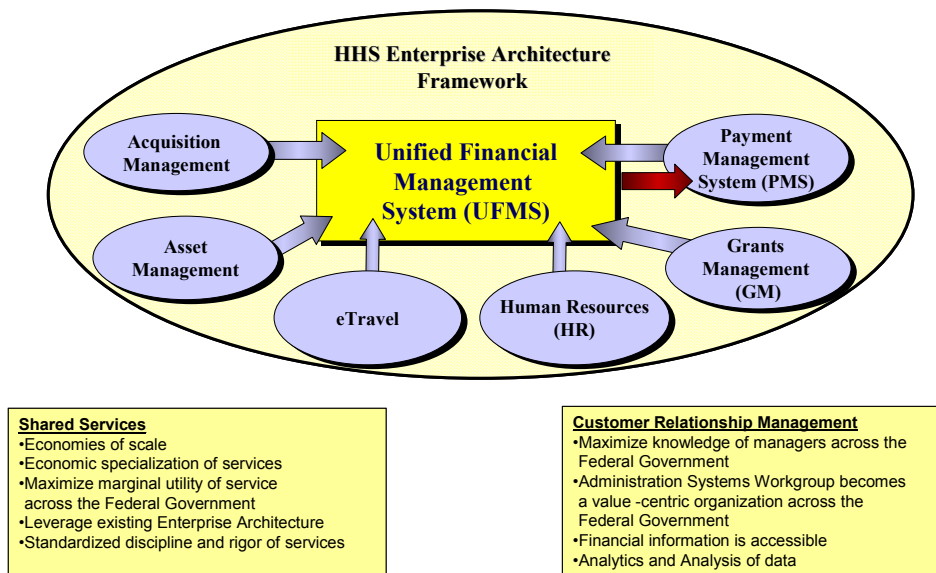 HHS Enterprise Architecture
Framework
Acquisition
Management
Unified Financial
Management
System (UFMS)
Payment
Management
System (PMS)
Asset
Management
Grants
Management
(GM)
eTravel
Human Resources
(HR)
Shared Services
•Economies of scale
•Economic specialization of services
•Maximize marginal utility of service
across the Federal Government
•Leverage existing Enterprise Architecture
•Standardized discipline and rigor of services
Customer Relationship Management
•Maximize knowledge of managers across the
Federal Government
•Administration Systems Workgroup becomes
a value -centric organization across the
Federal Government
•Financial information is accessible
•Analytics and Analysis of data